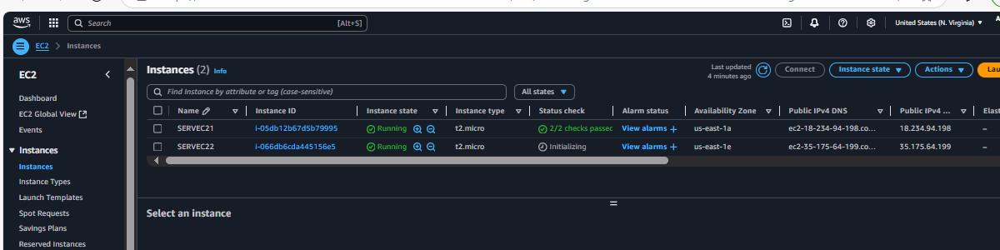 aws
Search [Alt+S]
United States (N. Virginia)
EC2 > Instances
EC2
Dashboard
EC2 Global View
Events
Instances
Instances
Instance Types
Launch Templates
Spot Requests
Savings Plans
Reserved Instances
Instances (2) Info
Last updated
4 minutes ago
Connect
Instance state
Actions
Lau
Find Instance by attribute or tag (case-sensitive)
All states
Name Instance ID Instance state Instance type Status check Alarm status Availability Zone Public IPv4 DNS Public IPv4 ... Elast
SERVEC21 i-05db12b67d5b79995 Running t2.micro 2/2 checks passec View alarms + us-east-1a ec2-18-234-94-198.co... 18.234.94.198 –
SERVEC22 i-066db6cda445156e5 Running t2.micro Initializing View alarms + us-east-1e ec2-35-175-64-199.co... 35.175.64.199 –
Select an instance